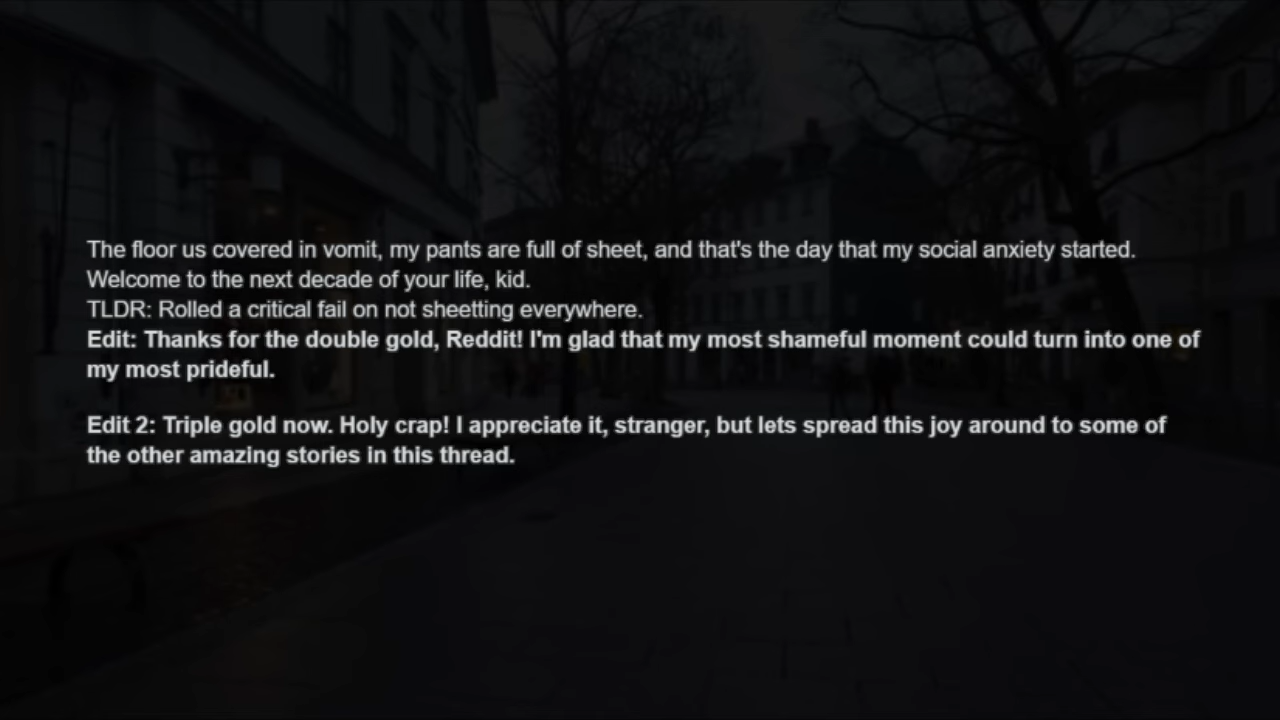 The floor us covered in vomit, my pants are full of sheet, and that's the day that my social anxiety started.
Welcome to the next decade of your life, kid.
TLDR: Rolled a critical fail on not sheetting everywhere.
Edit: Thanks for the double gold, Reddit! I'm glad that my most shameful moment could turn into one of
my most prideful.
Edit 2: Triple gold now. Holy crap! I appreciate it, stranger, but lets spread this joy around to some of
the other amazing stories in this thread.